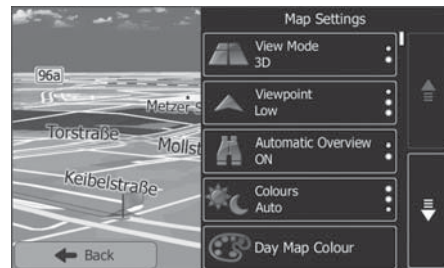 Map Settings
View Mode
3D
96a
Viewpoint
Low
Metzer S
Torstraße
Mollst
Automatic Overview
ON
Keibelstraße
Colours
Auto
Back
Day Map Colour